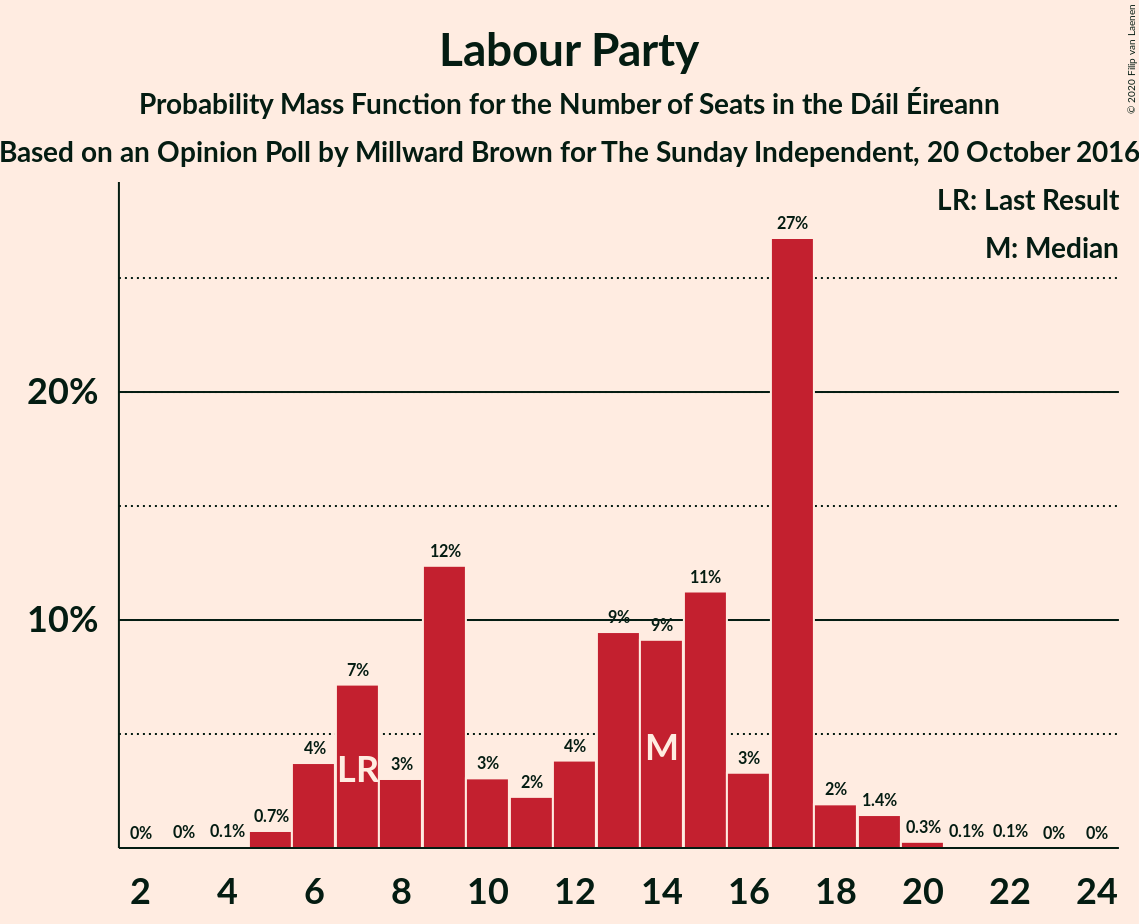 © 2020 Filip van Laenen
Labour Party
Probability Mass Function for the Number of Seats in the Dáil Éireann
Based on an Opinion Poll by Millward Brown for The Sunday Independent, 20 October 2016
LR: Last Result
M: Median
20%
10%
0% 0% 0.1% 0.7% 4% 7% 3% 12% 3% 2% 4% 9% 9% 11% 3% 27% 2% 1.4% 0.3% 0.1% 0.1% 0% 0%
LR M
2 4 6 8 10 12 14 16 18 20 22 24